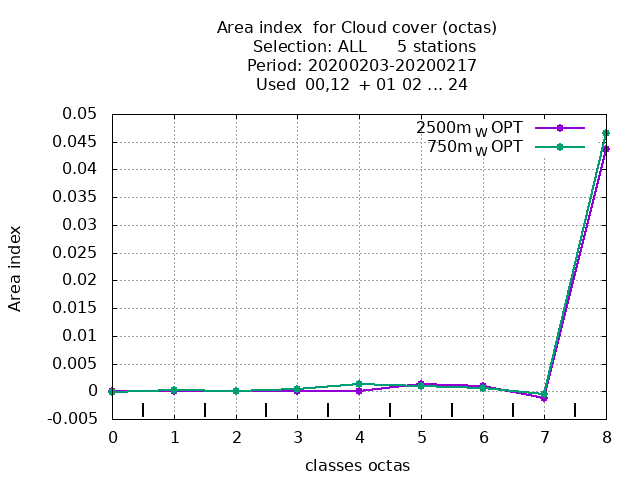 Area index for Cloud cover (octas)
Selection: ALL 5 stations
Period: 20200203-20200217
Used 00,12 + 01 02 ... 24
0.05
0.045
0.04
0.035
0.03
0.025
0.02
0.015
0.01
0.005
0
-0.005
Area index
2500m W OPT
750m W OPT
0 1 2 3 4 5 6 7 8
classes octas